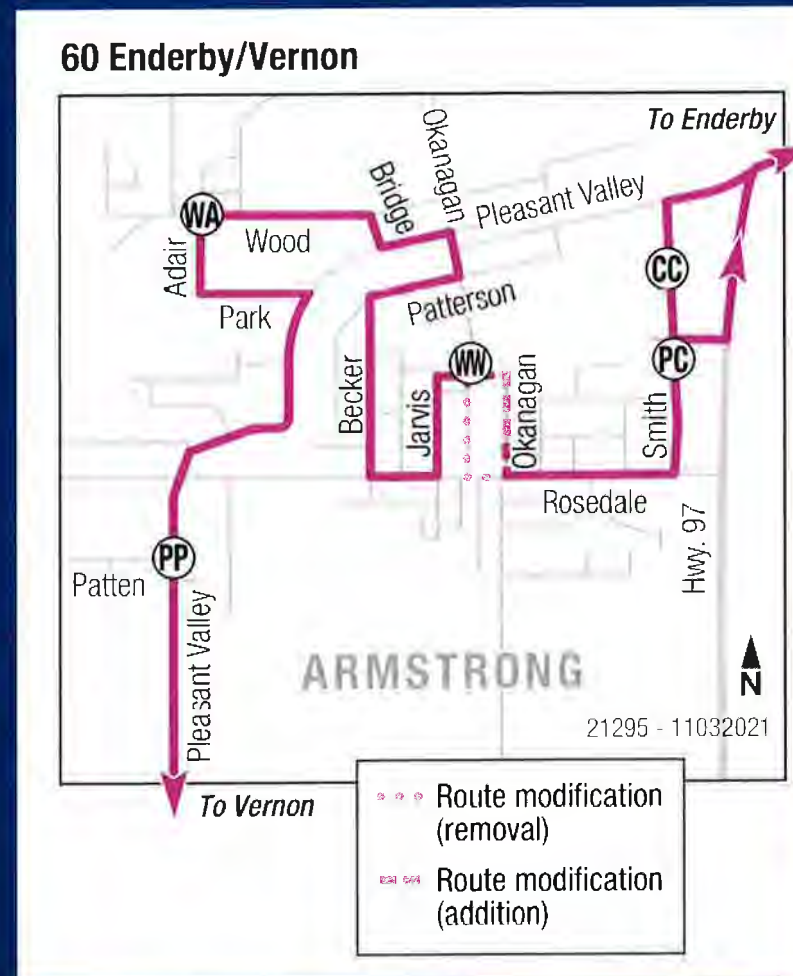 60 Enderby/Vernon
To Enderby
Okanagan
Bridge
Pleasant Valley
WA
Wood
Adair
CC
Park
Patterson
WW
PC
Becker
Jarvis
Okanagan
Smith
Rosedale
Hwy. 97
PP
Patten
Pleasant Valley
ARMSTRONG
N
21295 - 11032021
To Vernon
Route modification
(removal)
Route modification
(addition)